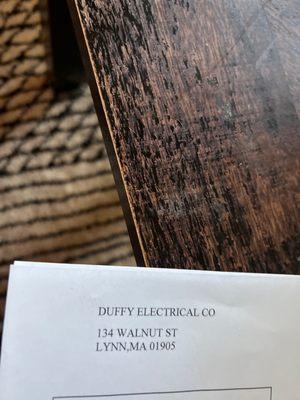 DUFFY ELECTRICAL CO
134 WALNUT ST
LYNN,MA 01905